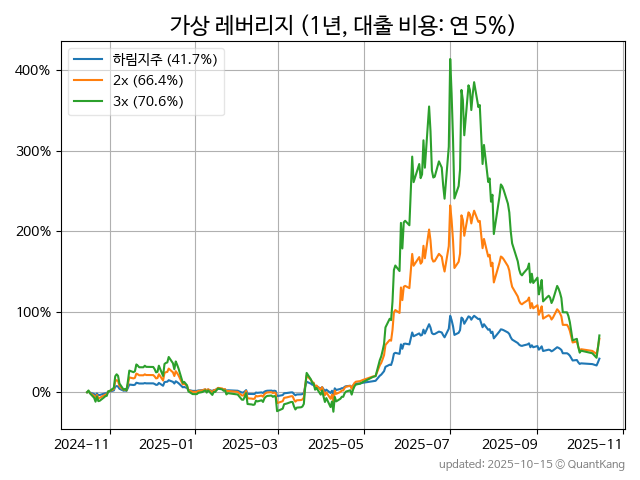 가상 레버리지 (1년, 대출 비용: 연 5%)
하림지주 (41.7%)
2x (66.4%)
3x (70.6%)
400%
300%
200%
100%
0%
2024-11 2025-01 2025-03 2025-05 2025-07 2025-09 2025-11
updated: 2025-10-15 @ QuantKang